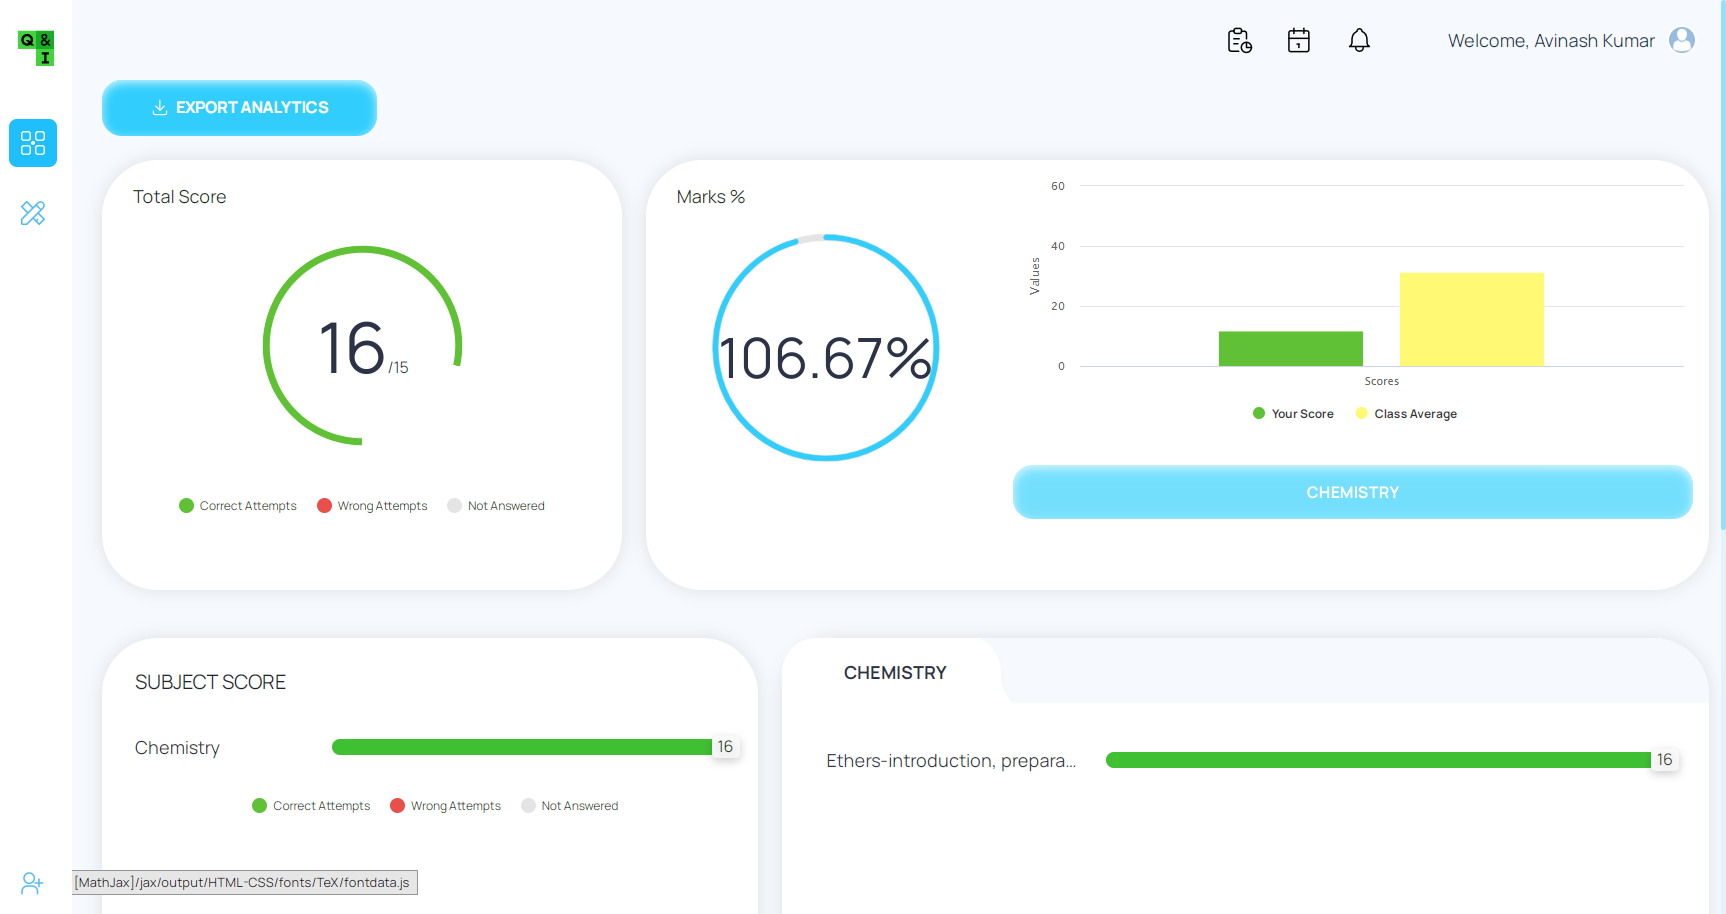 Q &
I
Welcome, Avinash Kumar
EXPORT ANALYTICS
Total Score
16 /15
Correct Attempts Wrong Attempts Not Answered
Marks %
106.67%
60
40
20
0
Values
Scores
Your Score Class Average
CHEMISTRY
SUBJECT SCORE
Chemistry 16
Correct Attempts Wrong Attempts Not Answered
CHEMISTRY
Ethers-introduction, prepara... 16
[MathJax]/jax/output/HTML-CSS/fonts/TeX/fontdata.js